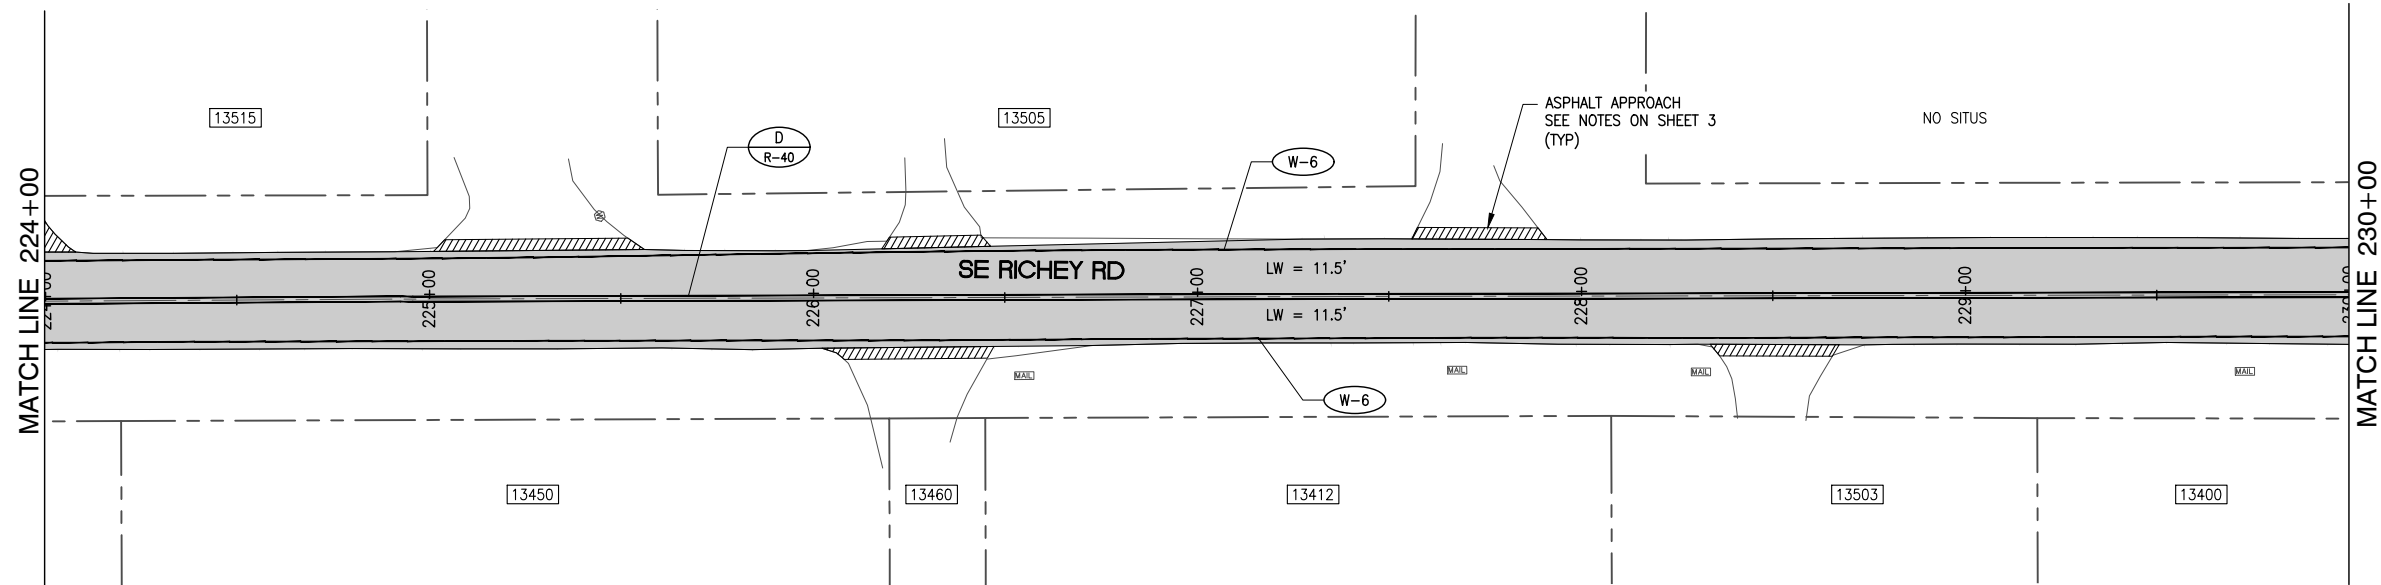 13515
13505
ASPHALT APPROACH
SEE NOTES ON SHEET 3
(TYP)
NO SITUS
D
R-40
W-6
MATCH LINE 224+00
MATCH LINE 230+00
SE RICHEY RD
LW = 11.5'
225+00
226+00
227+00
228+00
229+00
LW = 11.5'
MAIL
MAIL
MAIL
MAIL
W-6
13450
13460
13412
13503
13400